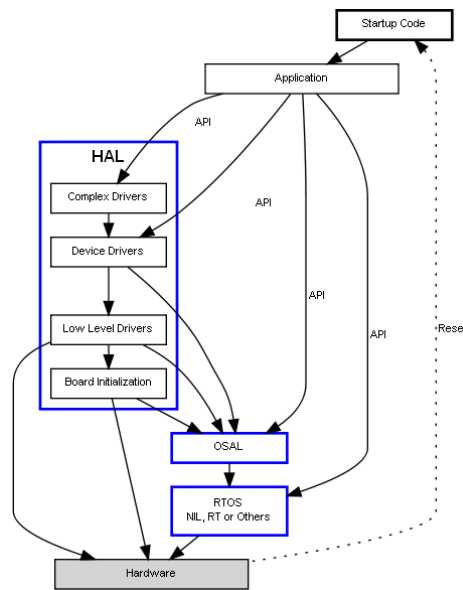 Startup Code
Application
API
HAL
Complex Drivers
API
Device Drivers
API
Low Level Drivers
API
Rese
Board Initialization
OSAL
RTOS
NIL, RT or Others
Hardware